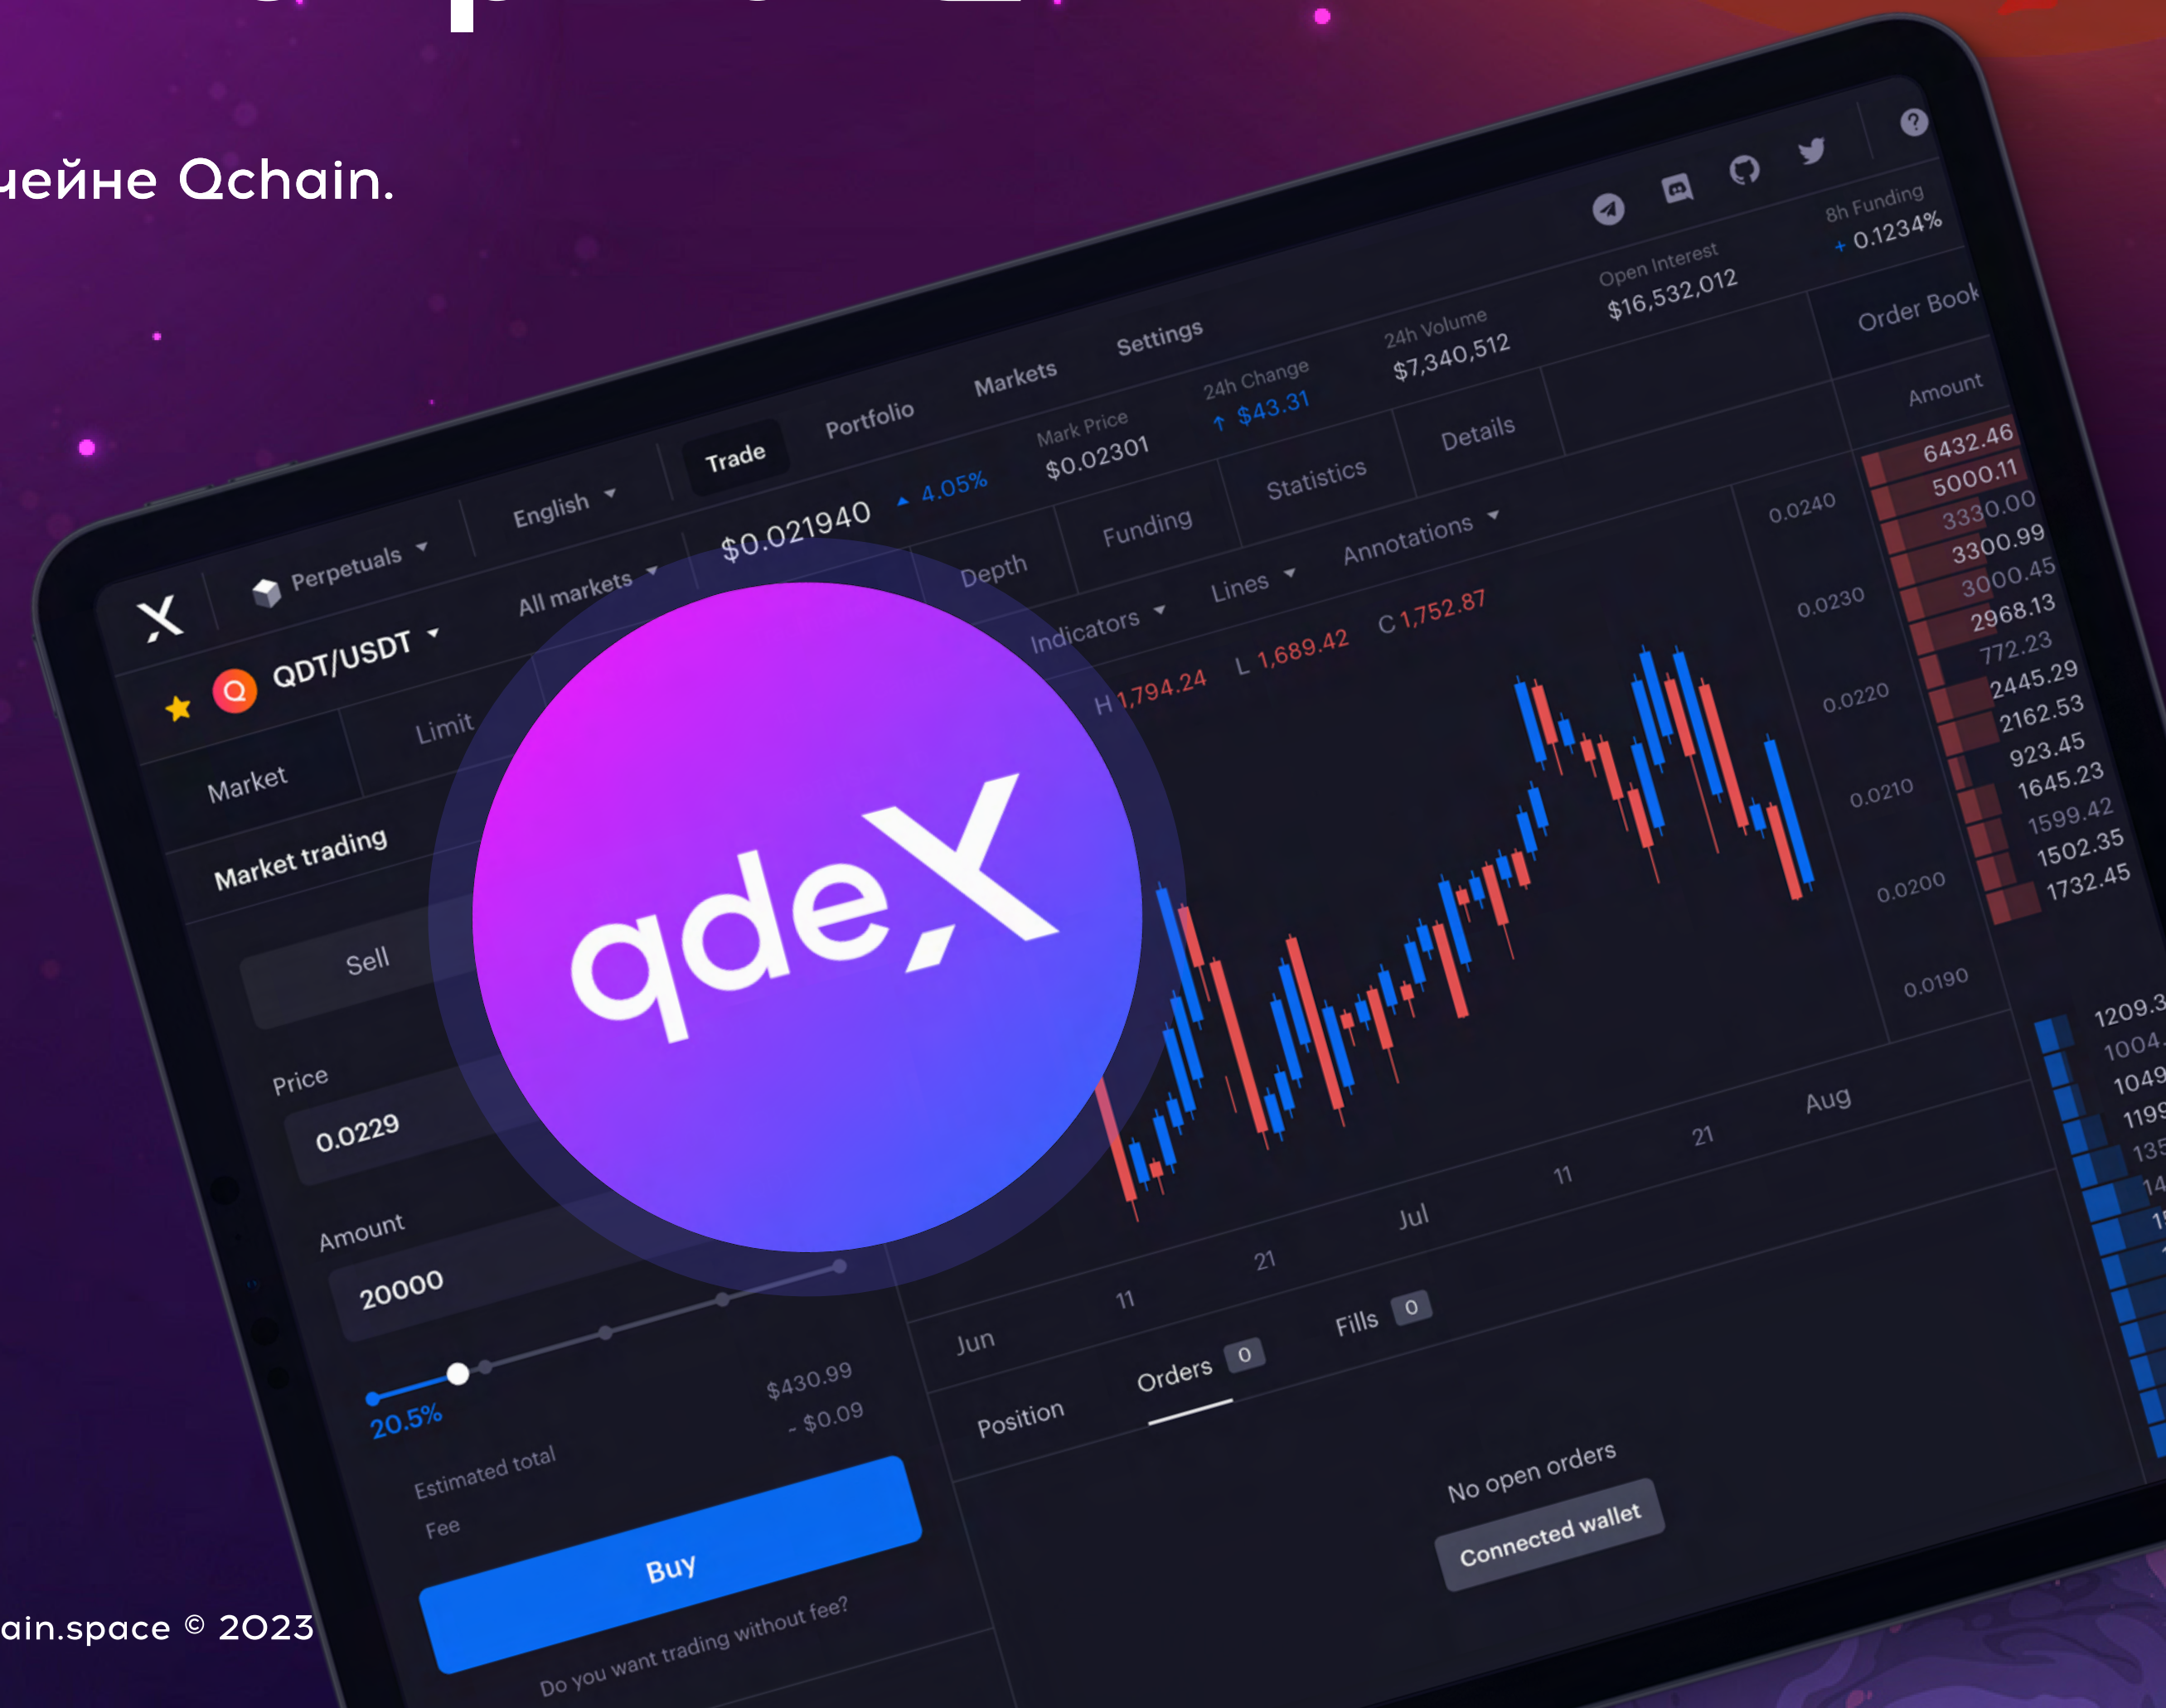 Qchain.
Trade
Portfolio
Markets
Settings
Perpetuals
English
8h Funding
+ 0.1234%
Open Interest
$16,532,012
24h Volume
$7,340,512
24h Change
↑ $43.31
Mark Price
$0.02301
$0.021940
4.05%
All markets
Q
QDT/USDT
Order Book
Amount
Market
Limit
Depth
Funding
Statistics
Details
Indicators
Lines
Annotations
H 1,794.24
L 1,689.42
C 1,752.87
Market trading
Sell
Price
0.0229
Amount
20000
20.5%
$430.99
- $0.09
Estimated total
Fee
Buy
Do you want trading without fee?
qdeX
0.0240
0.0230
0.0220
0.0210
0.0200
0.0190
6432.46
5000.11
3330.00
3300.99
3000.45
2968.13
772.23
2445.29
2162.53
923.45
1645.23
1599.42
1502.35
1732.45
Jun
11
21
Jul
11
21
Aug
Position
Orders 0
Fills 0
No open orders
Connected wallet
ain.space © 2023